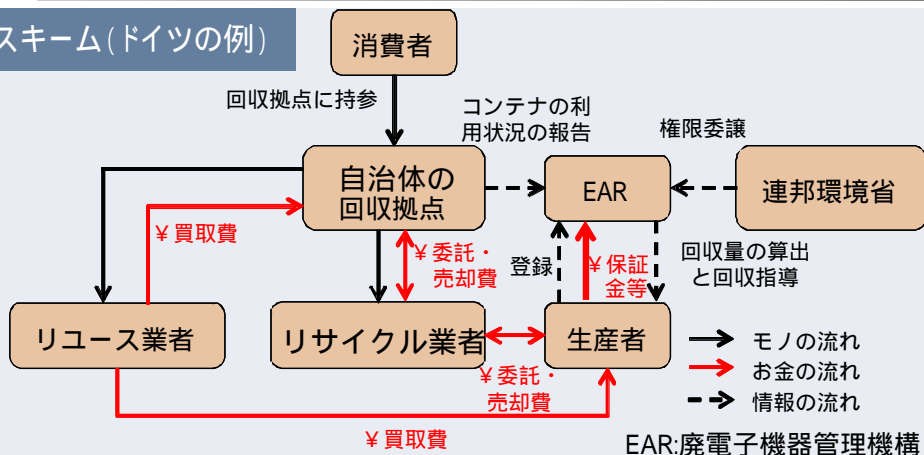 スキーム(ドイツの例)
消費者
回収拠点に持参
コンテナの利
用状況の報告
権限委譲
自治体の
回収拠点
EAR
連邦環境省
￥買取費
￥委託・
売却費
登録
￥保証
金等
回収量の算出
と回収指導
リユース業者
リサイクル業者
生産者
モノの流れ
お金の流れ
情報の流れ
￥委託・
売却費
￥買取費
EAR:廃電子機器管理機構